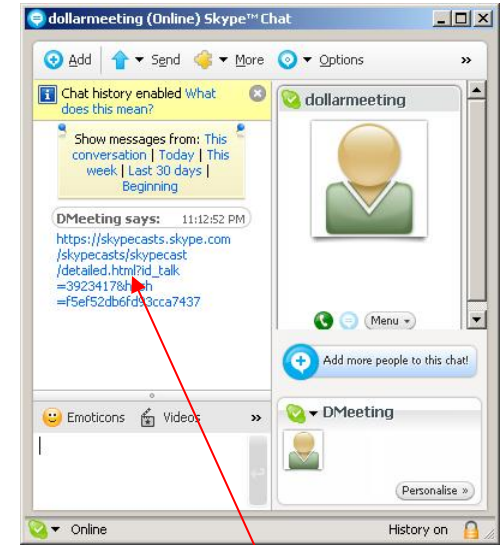 dollarmeeting (Online) Skype™ Chat
Add Send More Options »
Chat history enabled What
does this mean?
Show messages from: This
conversation | Today | This
week | Last 30 days |
Beginning
DMeeting says: 11:12:52 PM
https://skypecasts.skype.com
/skypecasts/skypecast
/detailed.html?id_talk
=3923417&hash
=f5ef52db6fd93cca7437
Emoticons Videos »
dollarmeeting
Menu
Add more people to this chat!
DMeeting
Personalise »
Online History on